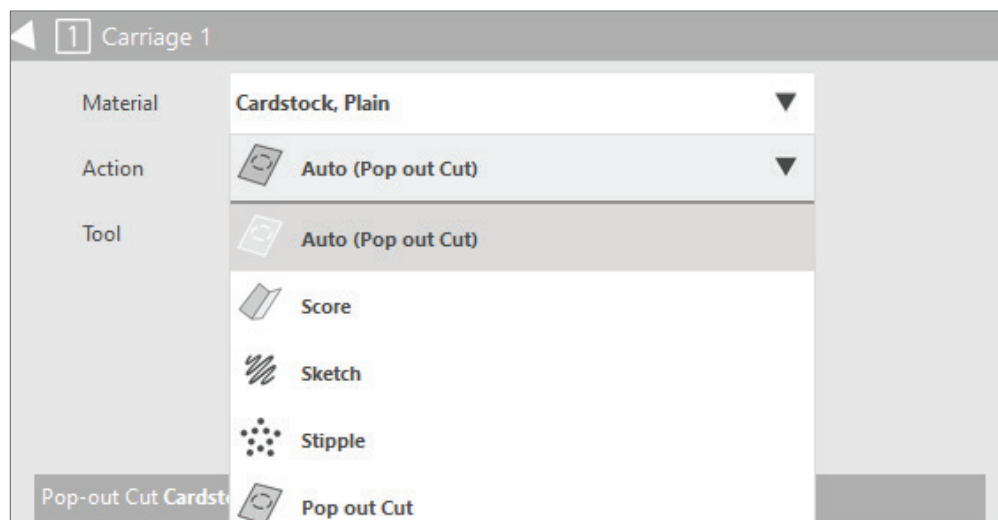 1 Carriage 1
Material Cardstock, Plain
Action Auto (Pop out Cut)
Tool Auto (Pop out Cut)
Score
Sketch
Stipple
Pop-out Cut
Pop out Cut